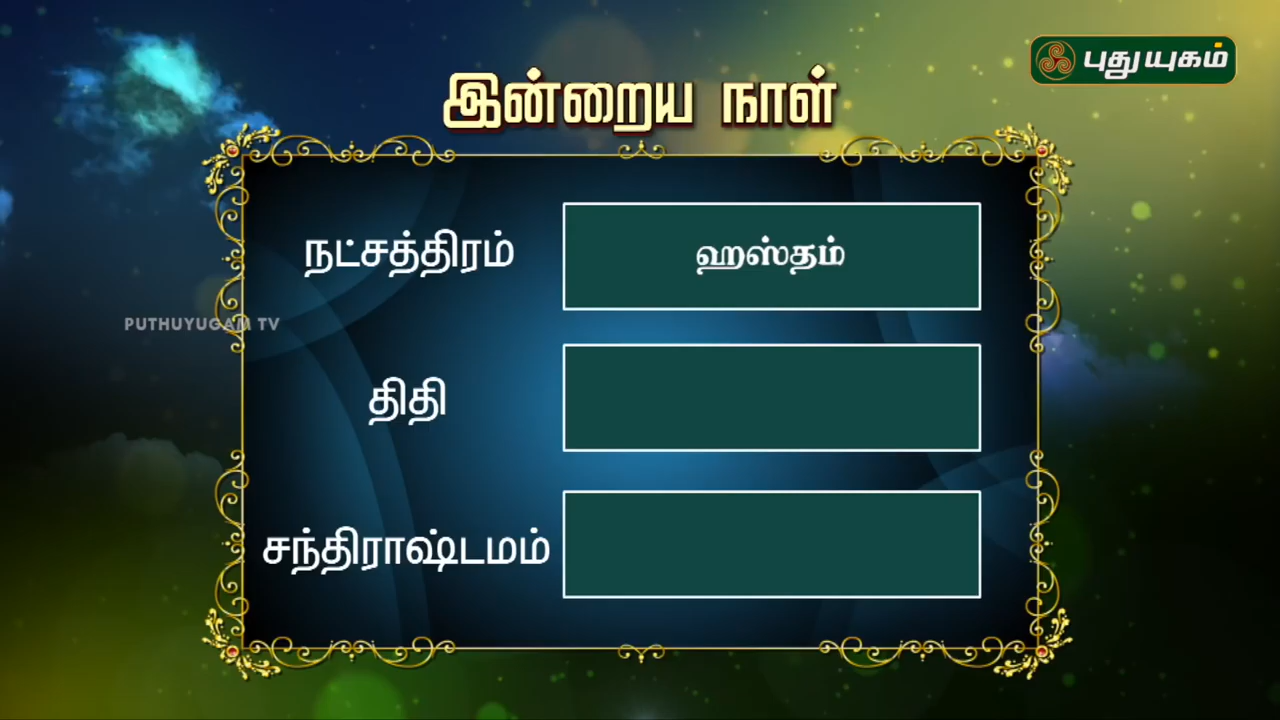 புதுயுகம்
இன்றைய நாள்
நட்சத்திரம்
ஹஸ்தம்
PUTHUYUGAM TV
திதி
சந்திராஷ்டமம்